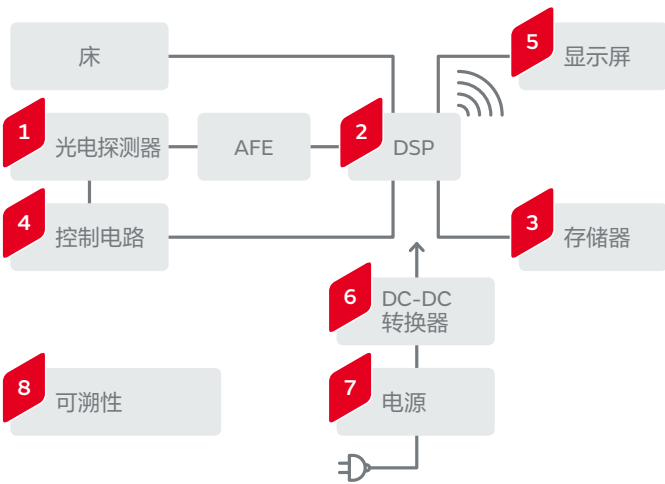 床
5
显示屏
1
光电探测器
AFE
2
DSP
4
控制电路
3
存储器
6
DC-DC
转换器
8
可溯性
7
电源